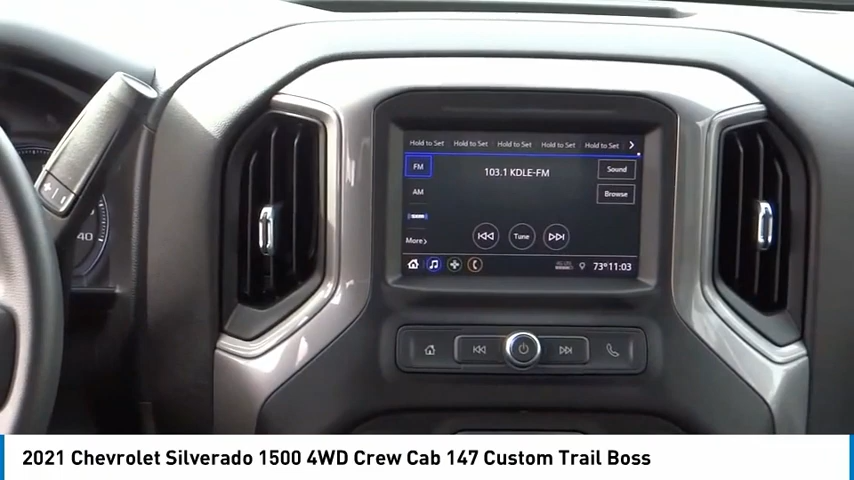 Hold to Set Hold to Set Hold to Set Hold to Set Hold to Set
FM
103.1 KDLE-FM
Sound
AM
Browse
Tune
More
73° 11:03
40
2021 Chevrolet Silverado 1500 4WD Crew Cab 147 Custom Trail Boss